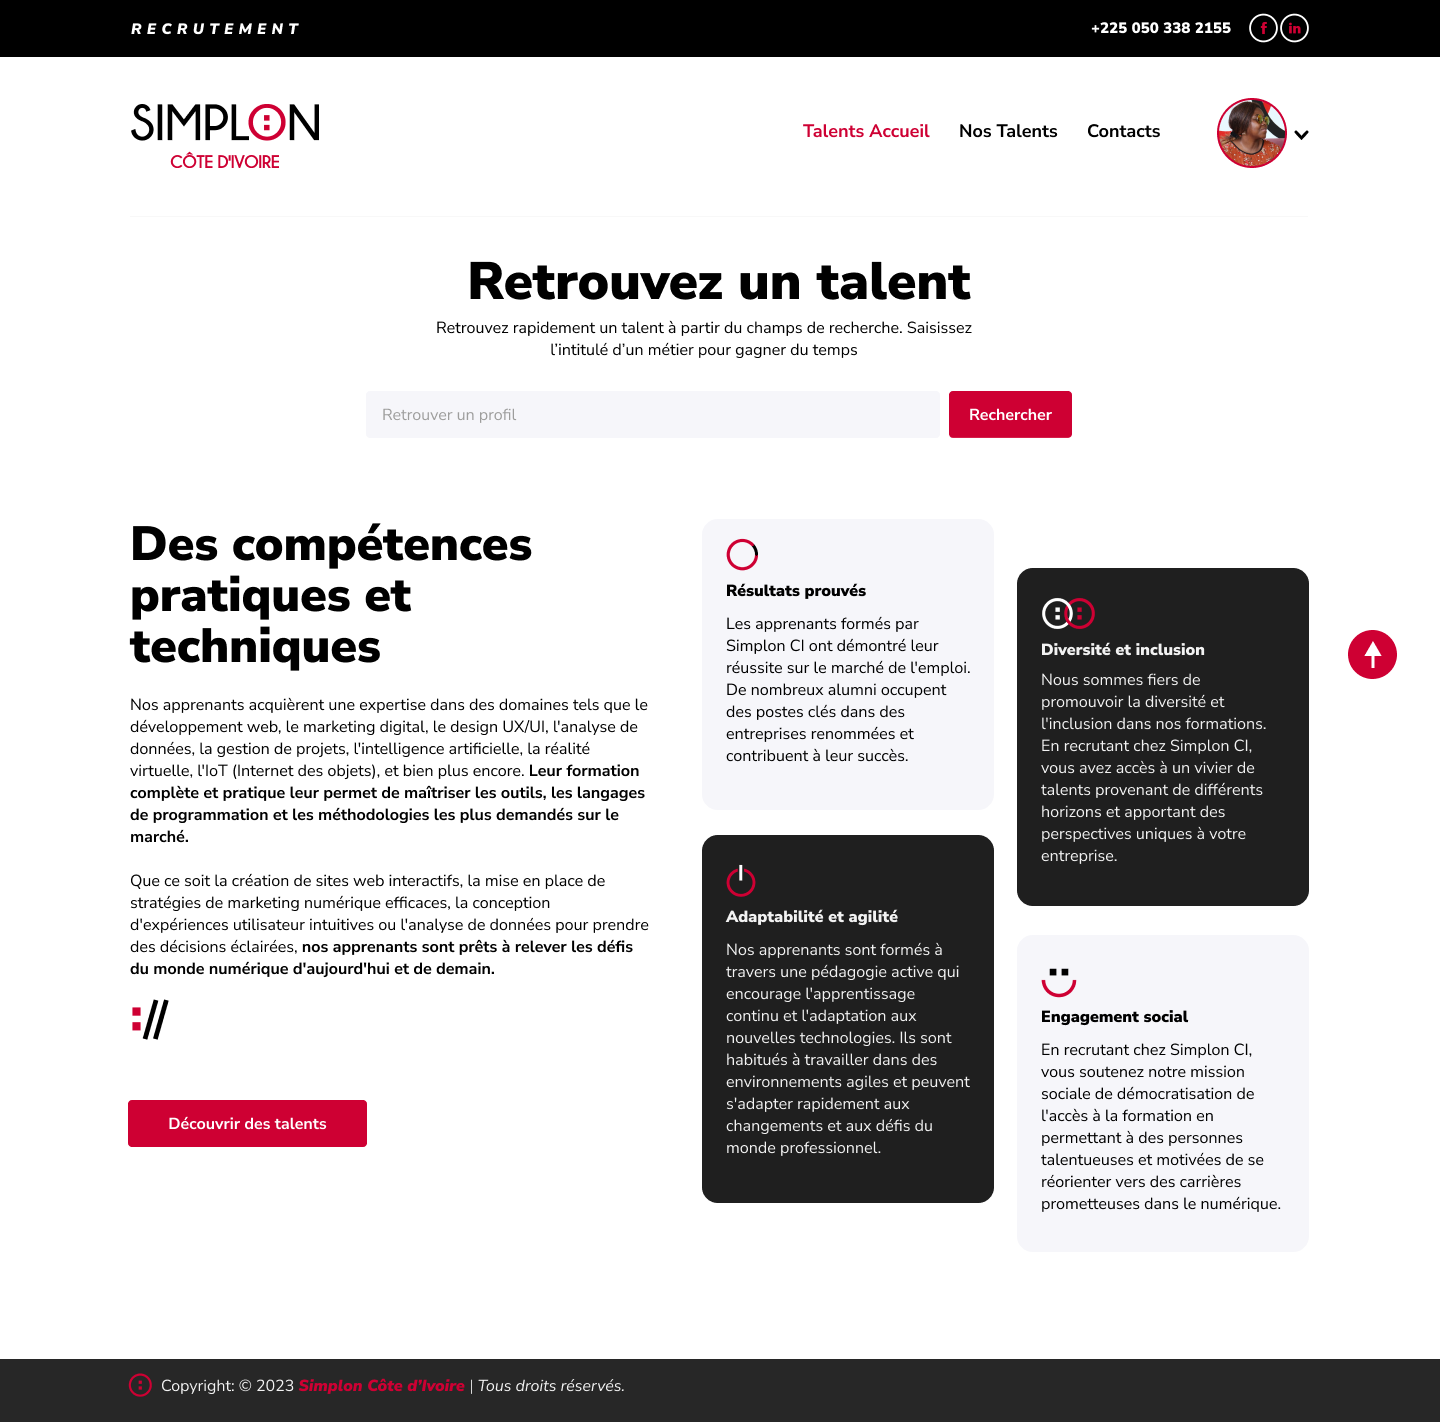 RECRUTEMENT
+225 050 338 2155
f
in
SIMPLON
CÔTE D'IVOIRE
Talents Accueil
Nos Talents
Contacts
Retrouvez un talent
Retrouvez rapidement un talent à partir du champs de recherche. Saisissez
l’intitulé d’un métier pour gagner du temps
Retrouver un profil
Rechercher
Des compétences
pratiques et
techniques
Nos apprenants acquièrent une expertise dans des domaines tels que le
développement web, le marketing digital, le design UX/UI, l'analyse de
données, la gestion de projets, l'intelligence artificielle, la réalité
virtuelle, l'IoT (Internet des objets), et bien plus encore. Leur formation
complète et pratique leur permet de maîtriser les outils, les langages
de programmation et les méthodologies les plus demandés sur le
marché.
Que ce soit la création de sites web interactifs, la mise en place de
stratégies de marketing numérique efficaces, la conception
d'expériences utilisateur intuitives ou l'analyse de données pour prendre
des décisions éclairées, nos apprenants sont prêts à relever les défis
du monde numérique d'aujourd'hui et de demain.
://
Découvrir des talents
Résultats prouvés
Les apprenants formés par
Simplon CI ont démontré leur
réussite sur le marché de l'emploi.
De nombreux alumni occupent
des postes clés dans des
entreprises renommées et
contribuent à leur succès.
Adaptabilité et agilité
Nos apprenants sont formés à
travers une pédagogie active qui
encourage l'apprentissage
continu et l'adaptation aux
nouvelles technologies. Ils sont
habitués à travailler dans des
environnements agiles et peuvent
s'adapter rapidement aux
changements et aux défis du
monde professionnel.
Diversité et inclusion
Nous sommes fiers de
promouvoir la diversité et
l'inclusion dans nos formations.
En recrutant chez Simplon CI,
vous avez accès à un vivier de
talents provenant de différents
horizons et apportant des
perspectives uniques à votre
entreprise.
Engagement social
En recrutant chez Simplon CI,
vous soutenez notre mission
sociale de démocratisation de
l'accès à la formation en
permettant à des personnes
talentueuses et motivées de se
réorienter vers des carrières
prometteuses dans le numérique.
Copyright: © 2023 Simplon Côte d'Ivoire | Tous droits réservés.